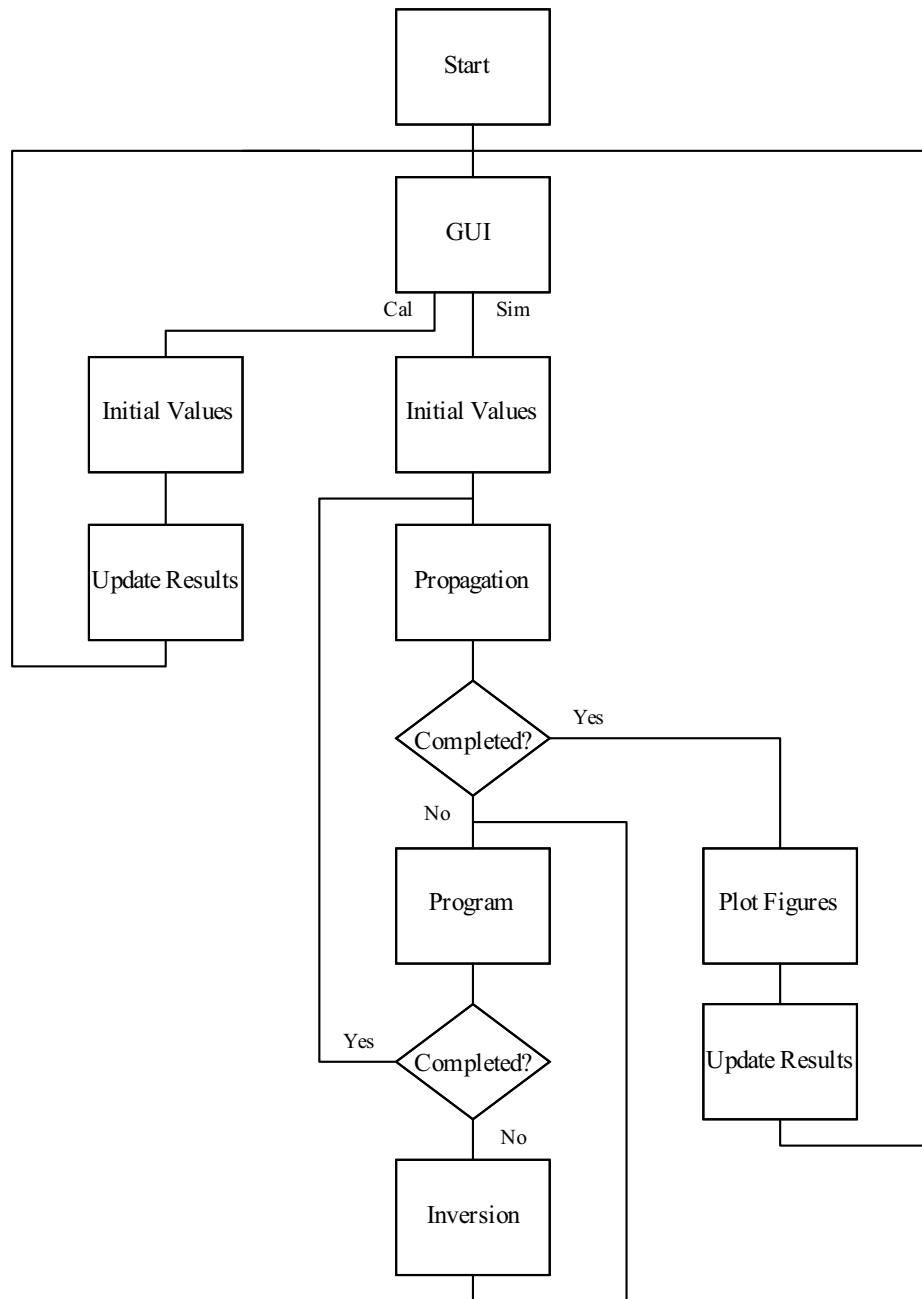 Start
GUI
Cal
Sim
Initial Values
Initial Values
Update Results
Propagation
Completed?
Yes
No
Program
Plot Figures
Yes
Completed?
Update Results
No
Inversion